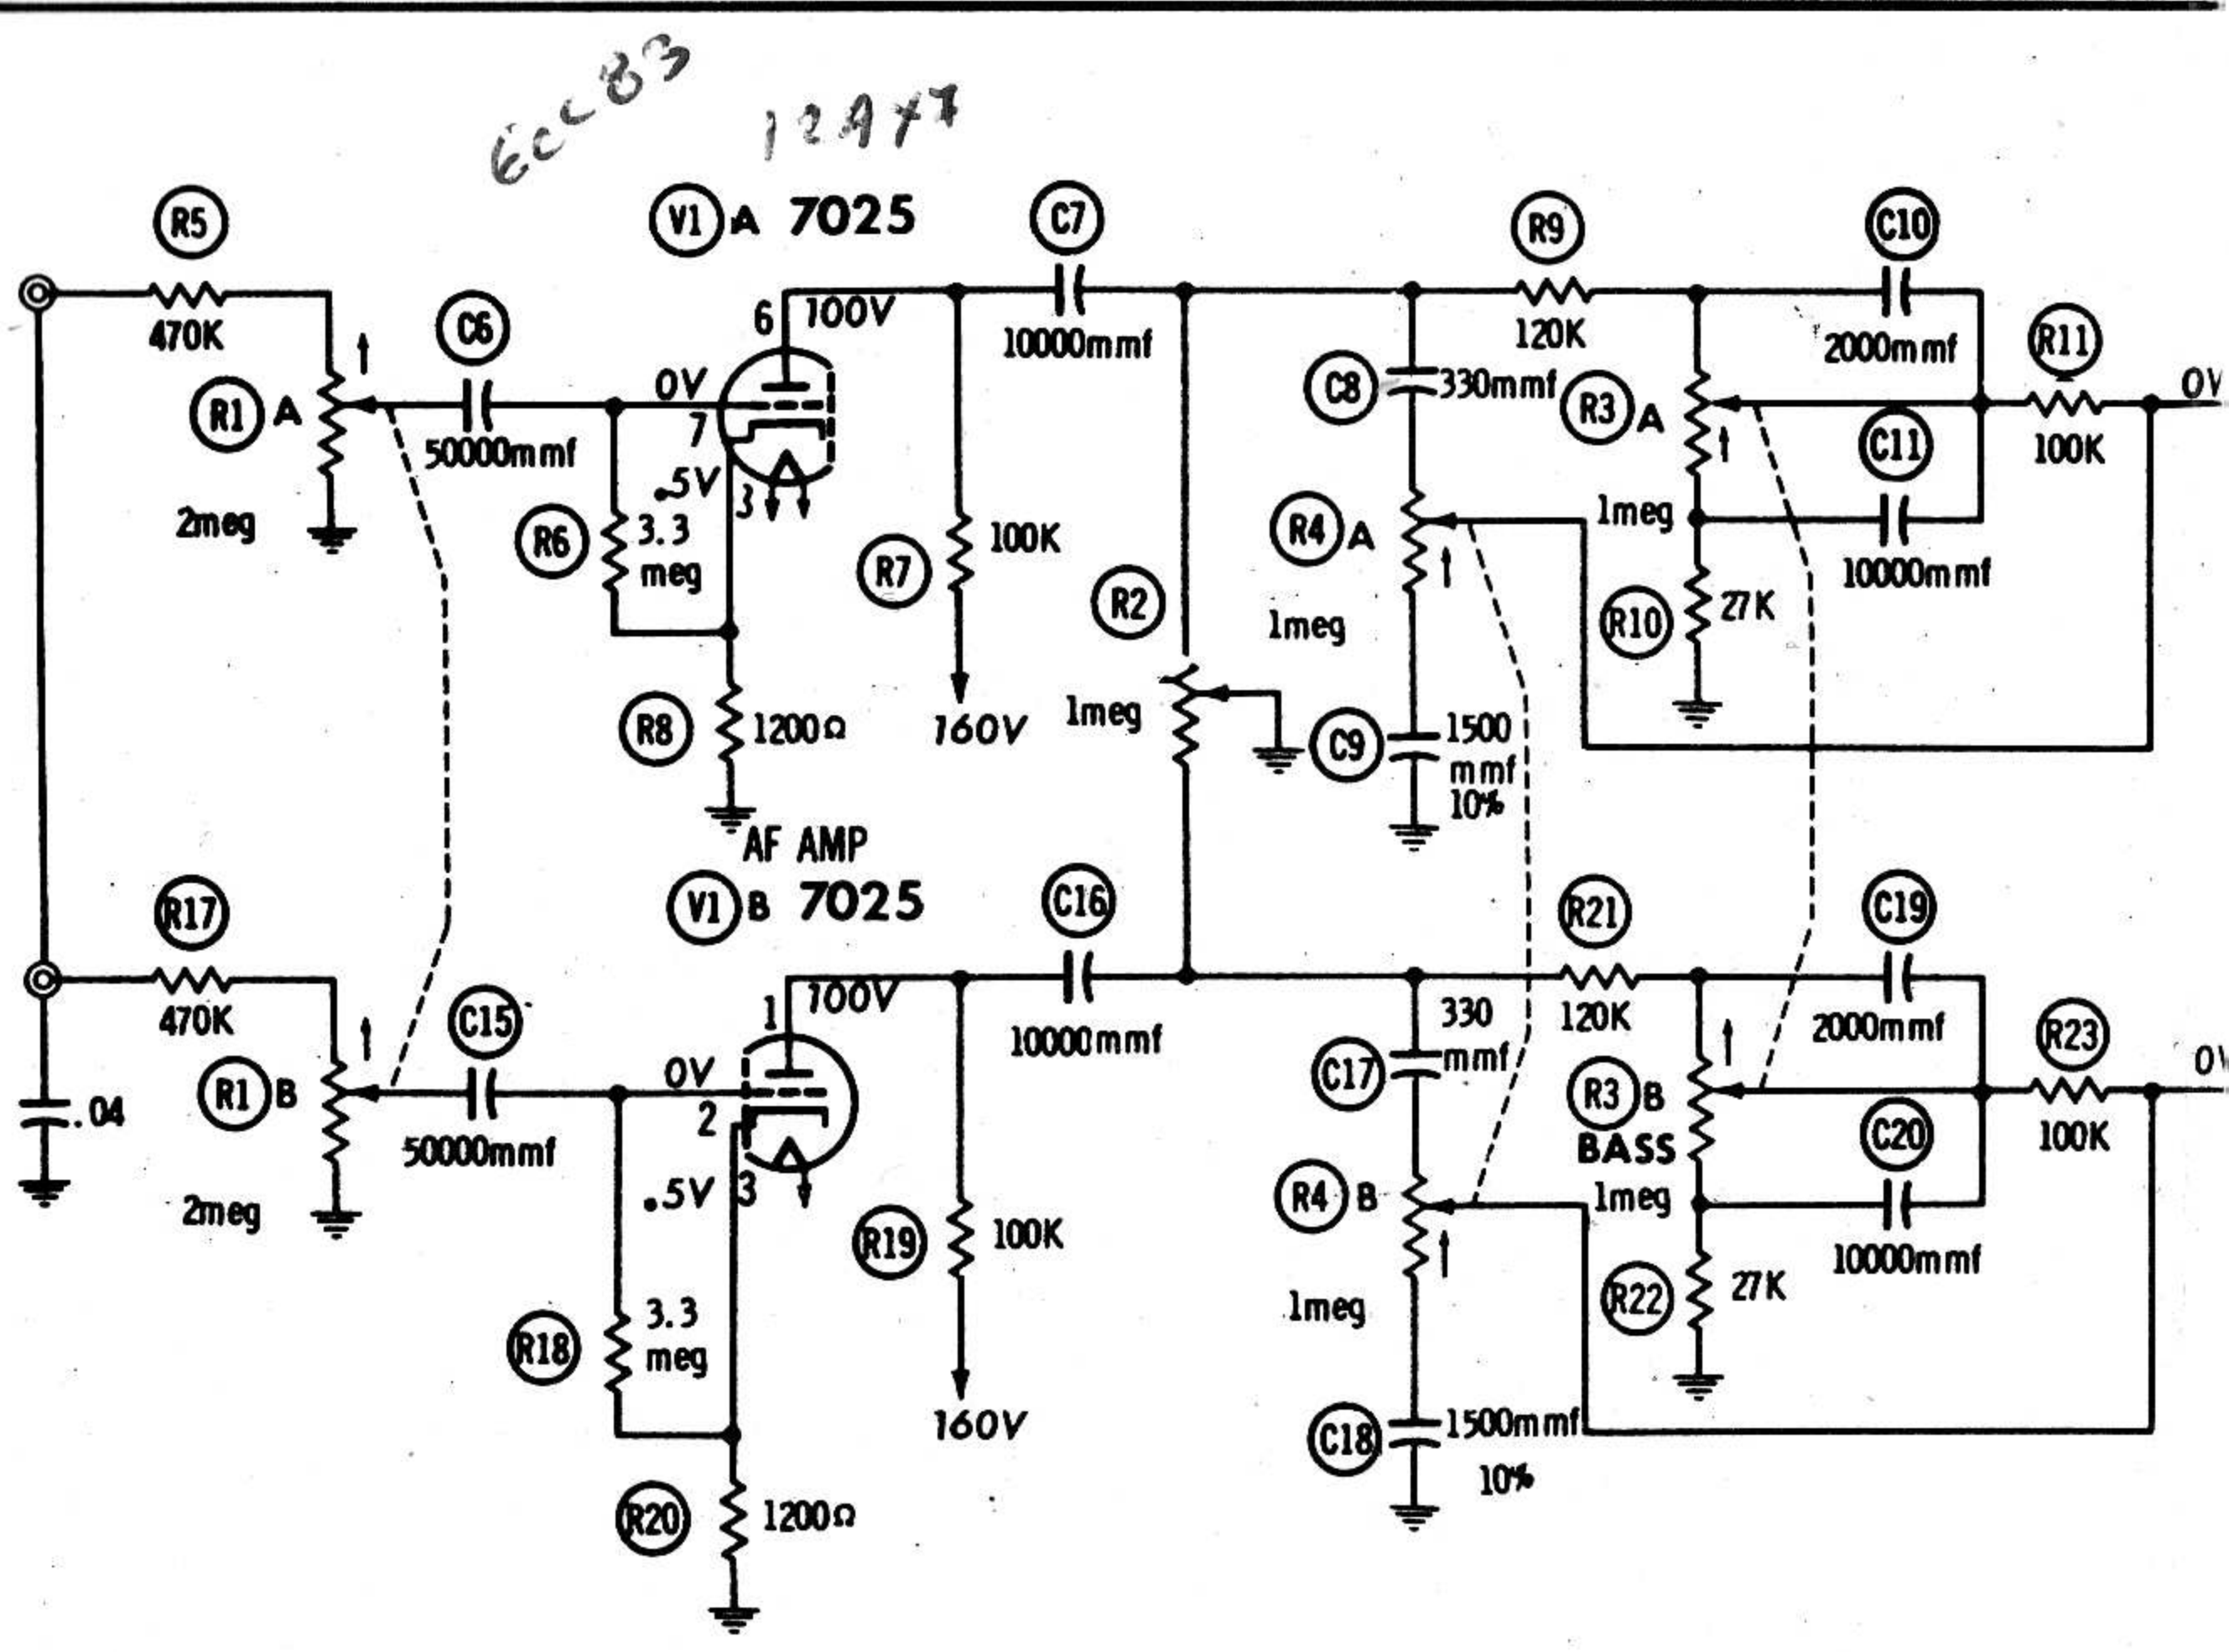 ECC83
12AX7
R5
V1 A 7025
C7
R9
C10
470K
C6
6
100V
10000mmf
120K
2000mmf
R11
R1 A
0V
7
C8
330mmf
R3 A
C11
0V
50000mmf
.5V
3
100K
2meg
R6
3.3
meg
R7
100K
R4 A
1meg
10000mmf
R2
1meg
R10
27K
R8
1200Ω
160V
1meg
C9
1500
mmf
10%
AF AMP
R17
V1 B 7025
C16
R21
C19
470K
C15
1
100V
10000mmf
330
mmf
120K
2000mmf
R23
.04
R1 B
0V
2
C17
R3 B
BASS
C20
0V
50000mmf
100K
2meg
.5V
3
R19
100K
R4 B
1meg
10000mmf
R18
3.3
meg
1meg
R22
27K
160V
C18
1500mmf
10%
R20
1200Ω